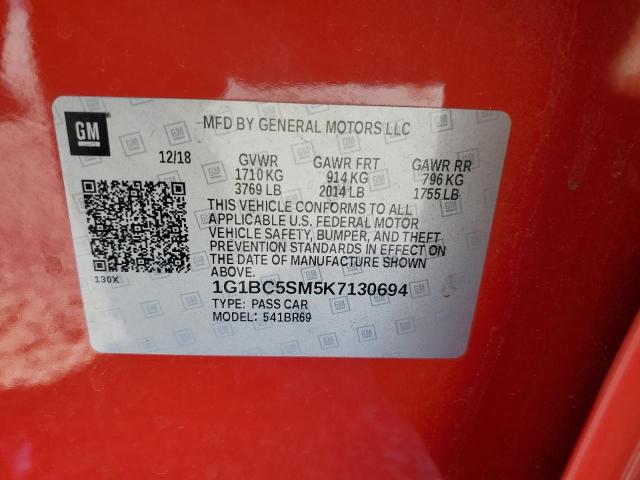 GM
MFD BY GENERAL MOTORS LLC
12/18 GVWR GAWR FRT GAWR RR
1710 KG 914 KG 796 KG
3769 LB 2014 LB 1755 LB
THIS VEHICLE CONFORMS TO ALL
APPLICABLE U.S. FEDERAL MOTOR
VEHICLE SAFETY, BUMPER, AND THEFT
PREVENTION STANDARDS IN EFFECT ON
THE DATE OF MANUFACTURE SHOWN
ABOVE.
130X
1G1BC5SM5K7130694
TYPE: PASS CAR
MODEL: 541BR69